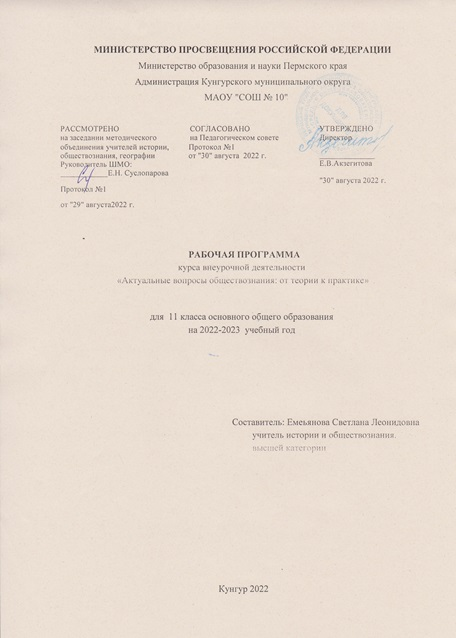 МИНИСТЕРСТВО ПРОСВЕЩЕНИЯ РОССИЙСКОЙ ФЕДЕРАЦИИ
Министерство образования и науки Пермского края
Администрация Кунгурского муниципального округа
МАОУ "СОШ № 10"
РАССМОТРЕНО
на заседании методического
объединения учителей истории,
обществознания, географии
Руководитель ШМО:
____________ Е.Н. Суслопарова
Протокол №1
от "29" августа2022 г.
СОГЛАСОВАНО
на Педагогическом совете
Протокол №1
от "30" августа 2022 г.
УТВЕРЖДЕНО
Директор
______________
Е.В.Акзегитова
"30" августа 2022 г.
РАБОЧАЯ ПРОГРАММА
курса внеурочной деятельности
«Актуальные вопросы обществознания: от теории к практике»
для 11 класса основного общего образования
на 2022-2023 учебный год
Составитель: Емеьянова Светлана Леонидовна
учитель истории и обществознания.
высшей категории
Кунгур 2022